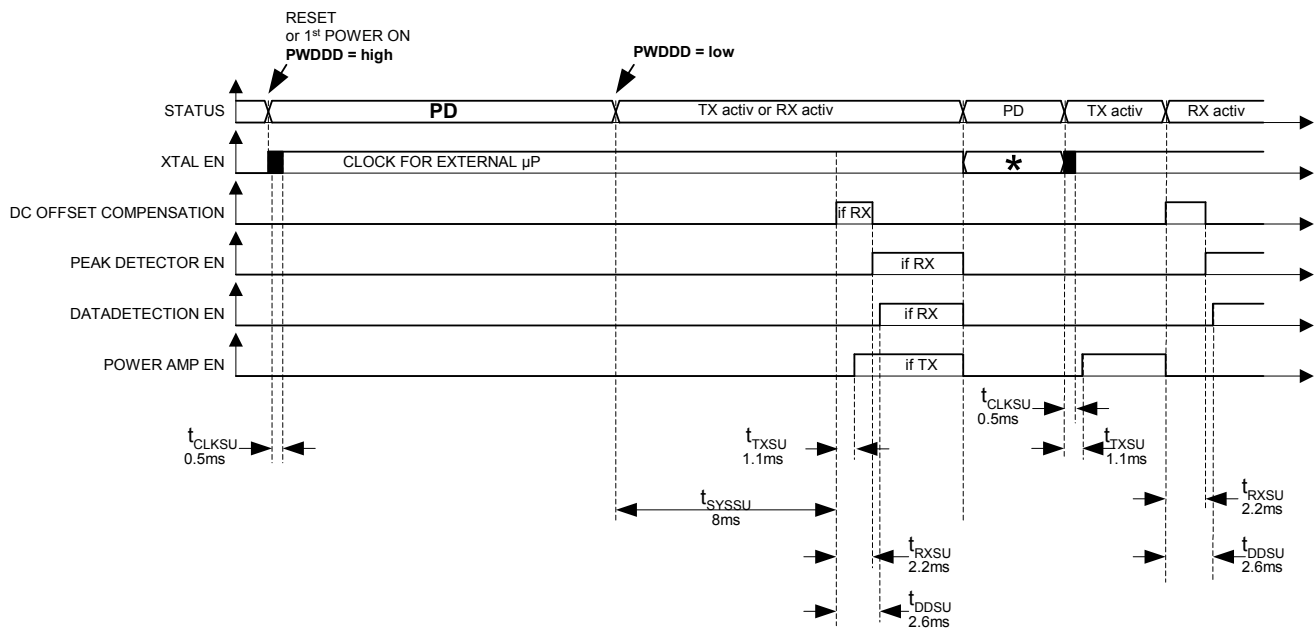 RESET
or 1st POWER ON
PWDDD = high
PWDDD = low
STATUS
PD
TX activ or RX activ
PD
TX activ
RX activ
XTAL EN
CLOCK FOR EXTERNAL µP
*
DC OFFSET COMPENSATION
if RX
PEAK DETECTOR EN
if RX
DATADETECTION EN
if RX
POWER AMP EN
if TX
tCLKSU
0.5ms
tTXSU
1.1ms
tCLKSU
0.5ms
tTXSU
1.1ms
tSYSSU
8ms
tRXSU
2.2ms
tRXSU
2.2ms
tDDSU
2.6ms
tDDSU
2.6ms